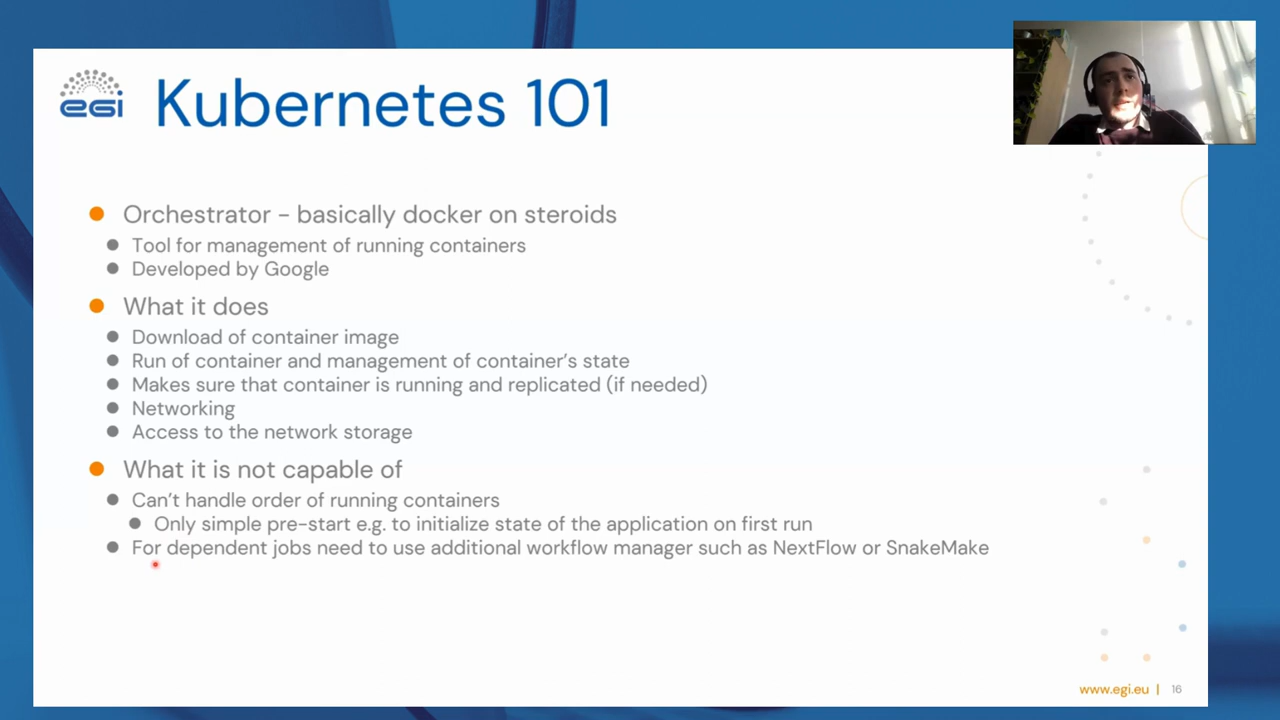 egi
Kubernetes 101
Orchestrator - basically docker on steroids
Tool for management of running containers
Developed by Google
What it does
Download of container image
Run of container and management of container's state
Makes sure that container is running and replicated (if needed)
Networking
Access to the network storage
What it is not capable of
Can't handle order of running containers
Only simple pre-start e.g. to initialize state of the application on first run
For dependent jobs need to use additional workflow manager such as NextFlow or SnakeMake
www.egi.eu | 16